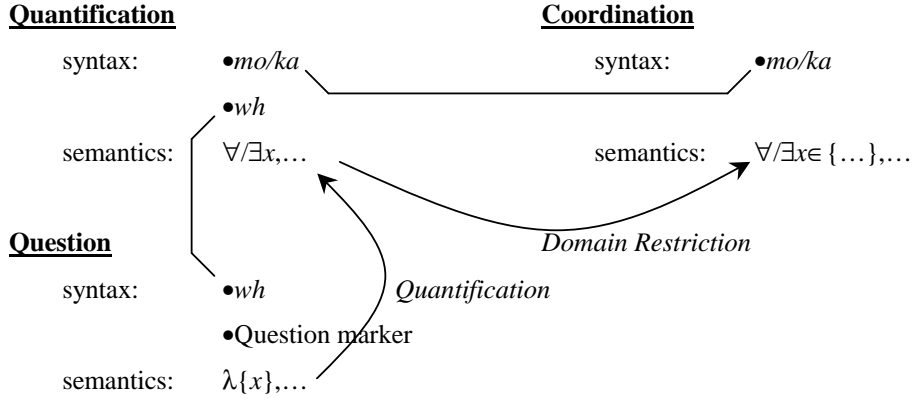 Quantification Coordination
syntax: •mo/ka syntax: •mo/ka
•wh
semantics: ∀/∃x,… semantics: ∀/∃x∈{…},…
Question Domain Restriction
syntax: •wh Quantification
•Question marker
semantics: λ{x},…